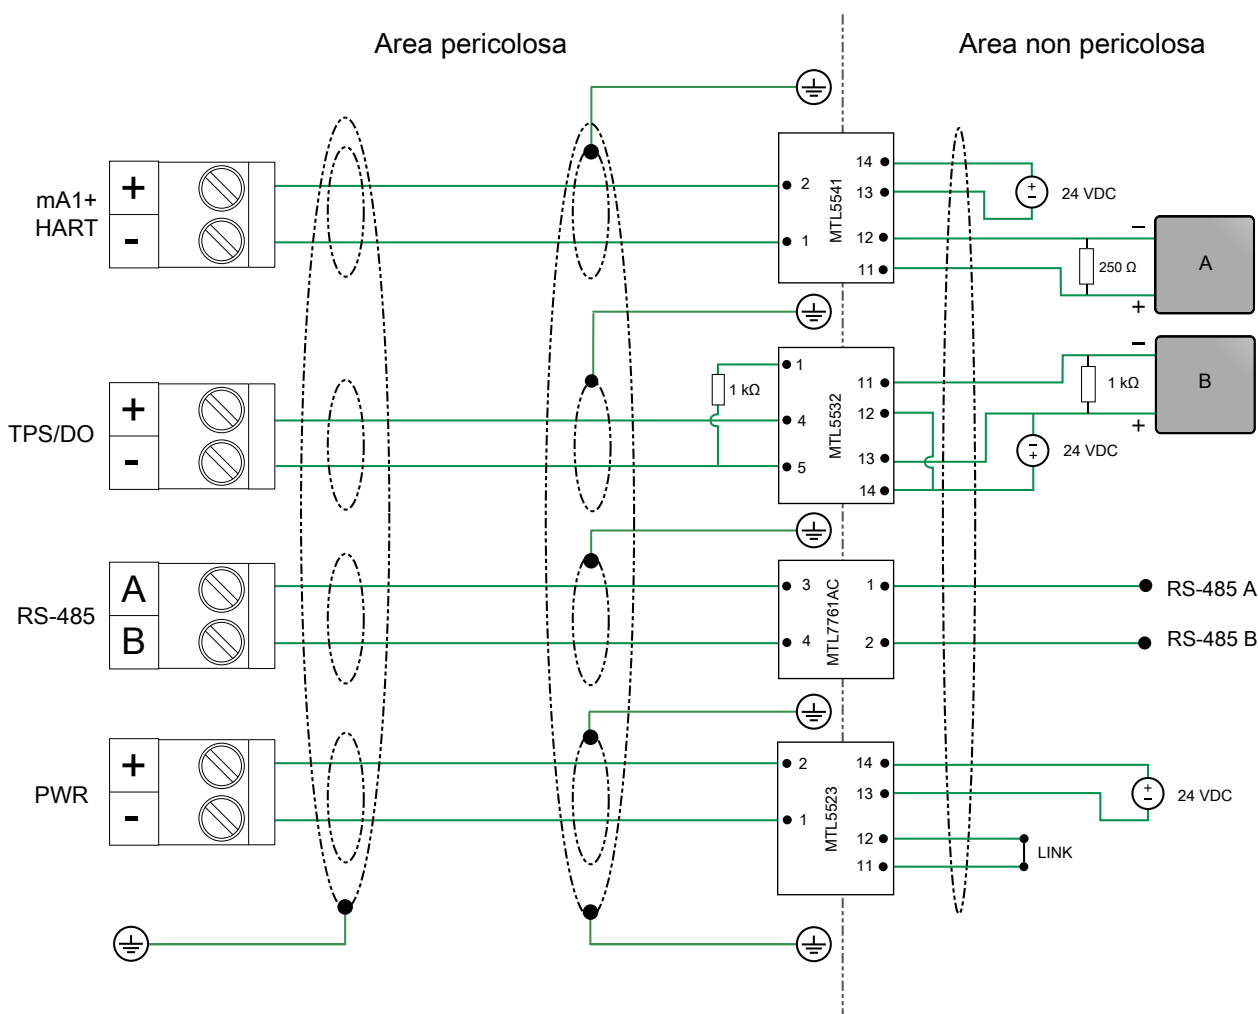 Area pericolosa
Area non pericolosa
mA1+
HART
+
-
2
1
MTL5541
14
13
12
11
+
−
24 VDC
250 Ω
−
+
A
TPS/DO
+
-
1 kΩ
1
4
5
MTL5532
11
12
13
14
−
+
24 VDC
1 kΩ
−
+
B
RS-485
A
B
3
4
MTL7761AC
1
2
RS-485 A
RS-485 B
PWR
+
-
2
1
MTL5523
14
13
12
11
+
−
24 VDC
LINK